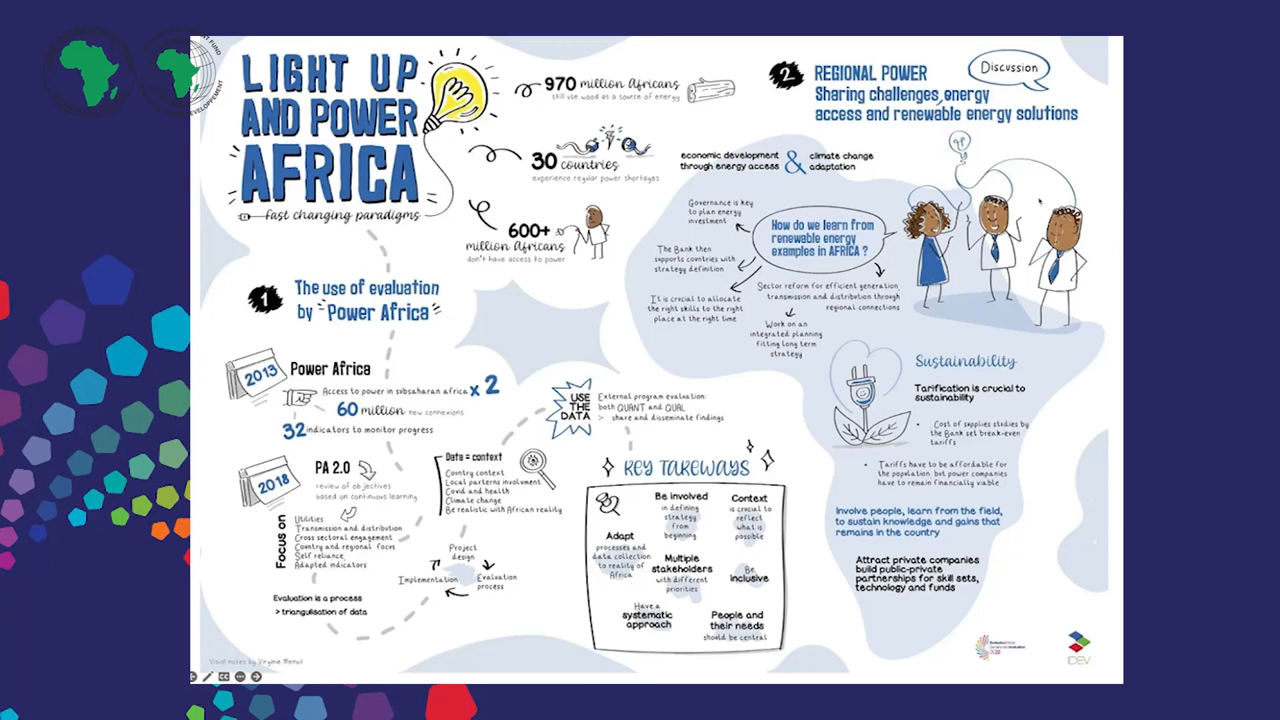 LIGHT UP
AND POWER
AFRICA
fast changing paradigms
970 million Africans
still use wood as a source of energy
30 countries
experience regular power shortages
600+
million Africans
don't have access to power
1
The use of evaluation
by "Power Africa"
2013
Power Africa
Access to power in subsaharan africa x 2
60 million new connexions
32 indicators to monitor progress
2018
PA 2.0
review of objectives
based on continuous learning
FOCUS ON
Utilities
Transmission and distribution
Cross sectoral engagement
Country and regional focus
Self reliance
Adapted indicators
Evaluation is a process
> triangulisation of data
Data = context
Country context
Local parterns involvment
Covid and health
Climate change
Be realistic with African reality
Project
design
Evaluation
process
Implementation
USE
THE
DATA
External program evaluation:
both QUANT and QUAL
> share and disseminate findings
KEY TAKEWAYS
Adapt
processes and
data collection
to reality of
Africa
Be involved
in defining
strategy
from
beginning
Context
is crucial to
reflect
what is
possible
Multiple
stakeholders
with different
priorities
Be
inclusive
Have a
systematic
approach
People and
their needs
should be central
2
REGIONAL POWER
Sharing challenges, energy
access and renewable energy solutions
Discussion
economic development
through energy access
&
climate change
adaptation
How do we learn from
renewable energy
examples in AFRICA ?
Governance is key
to plan energy
investment
The Bank then
supports countries with
strategy definition
It is crucial to allocate
the right skills to the right
place at the right time
Sector reform for efficient generation,
transmission and distribution through
regional connections
Work on an
integrated planning
fitting long term
strategy
Sustainability
Tarification is crucial to
sustainability
• Cost of supplies studies by
the Bank set break-even
tariffs
• Tariffs have to be affordable for
the population, but power companies
have to remain financially viable
Involve people, learn from the field,
to sustain knowledge and gains that
remains in the country
Attract private companies
build public-private
partnerships for skill sets,
technology and funds
IDEV
CC